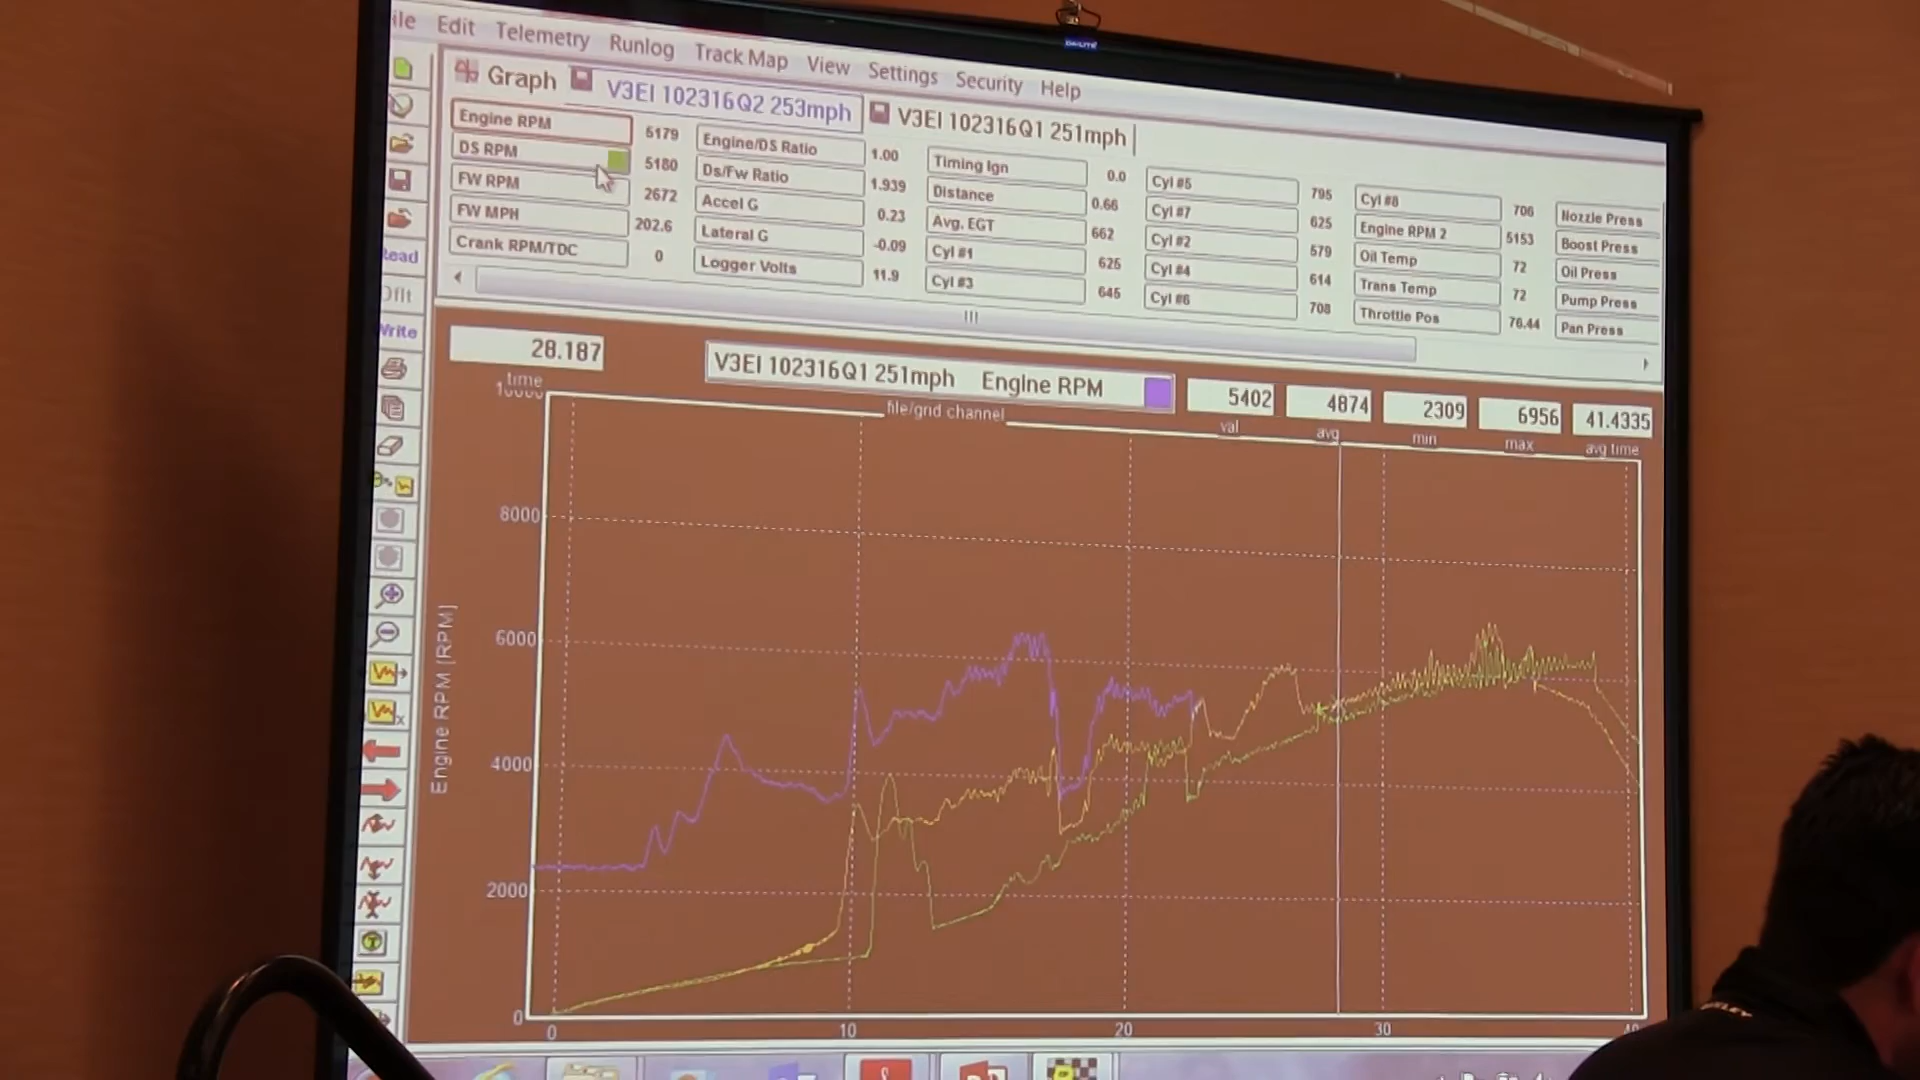 ile Edit Telemetry Runlog Track Map View Settings Security Help
Graph V3EI 102316Q2 253mph V3EI 102316Q1 251mph
Engine RPM 5179 Engine/DS Ratio 1.00 Timing Ign 0.0 Cyl #5 795 Cyl #8 706 Nozzle Press
DS RPM 5180 Ds/Fw Ratio 1.939 Distance 0.66 Cyl #7 625 Engine RPM 2 5153 Boost Press
FW RPM 2672 Accel G 0.23 Avg. EGT 662 Cyl #2 579 Oil Temp 72 Oil Press
FW MPH 202.6 Lateral G -0.09 Cyl #1 625 Cyl #4 614 Trans Temp 72 Pump Press
Crank RPM/TDC 0 Logger Volts 11.9 Cyl #3 645 Cyl #6 708 Throttle Pos 76.44 Pan Press
Read
Dflt
Write
28.187 V3EI 102316Q1 251mph Engine RPM 5402 4874 2309 6956 41.4335
time file/grid channel val avg min max avg time
10000
8000
6000
4000
2000
0
Engine RPM [RPM]
0 10 20 30 40